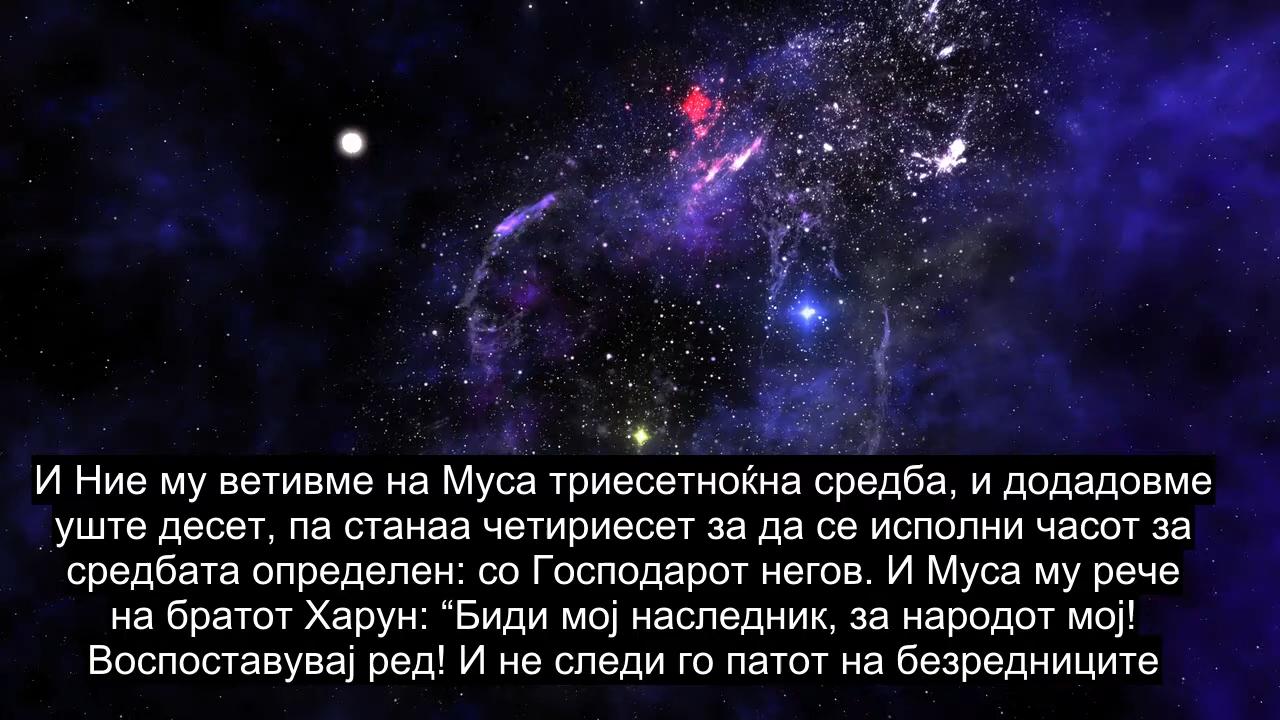 И Ние му ветивме на Муса триесетноќна средба, и додадовме
уште десет, па станаа четириесет за да се исполни часот за
средбата определен: со Господарот негов. И Муса му рече
на братот Харун: “Биди мој наследник, за народот мој!
Воспоставувај ред! И не следи го патот на безредниците